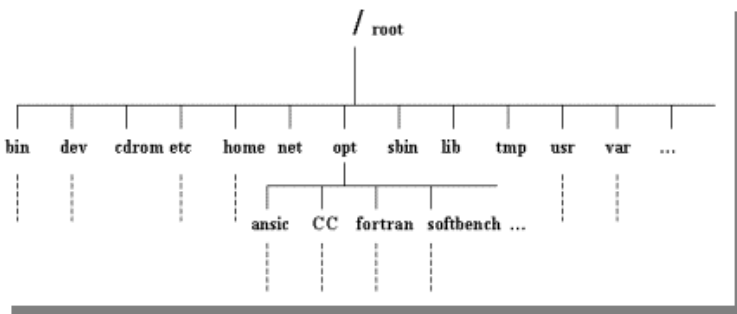 / root
bin dev cdrom etc home net opt sbin lib tmp usr var ...
ansic CC fortran softbench ...